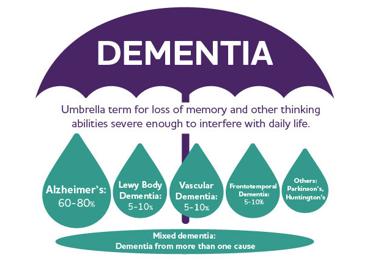 DEMENTIA
Umbrella term for loss of memory and other thinking
abilities severe enough to interfere with daily life.
Alzheimer's:
60-80%
Lewy Body
Dementia:
5-10%
Vascular
Dementia:
5-10%
Frontotemporal
Dementia:
5-10%
Others:
Parkinson's,
Huntington's
Mixed dementia:
Dementia from more than one cause